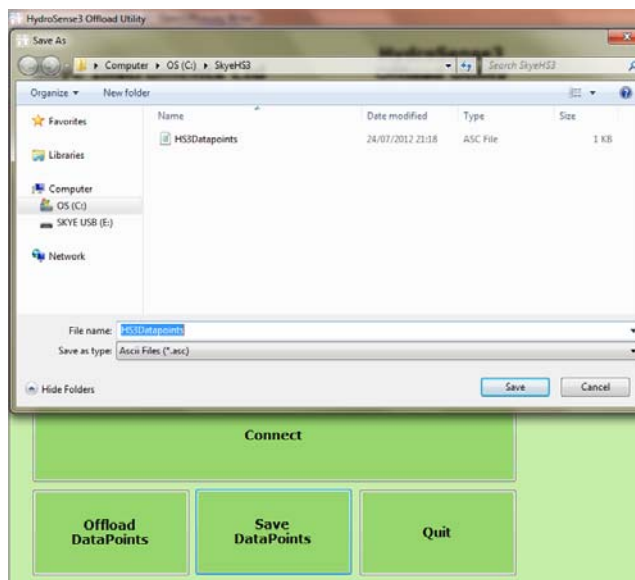 HydroSense3 Offload Utility
Save As
Computer ▸ OS (C:) ▸ SkyeHS3
Search SkyeHS3
Organize New folder
Name Date modified Type Size
Favorites
HS3Datapoints 24/07/2012 21:18 ASC File 1 KB
Libraries
Computer
OS (C:)
SKYE USB (E:)
Network
File name: HS3Datapoints
Save as type: Ascii Files (*.asc)
Hide Folders
Save Cancel
Connect
Offload DataPoints
Save DataPoints
Quit